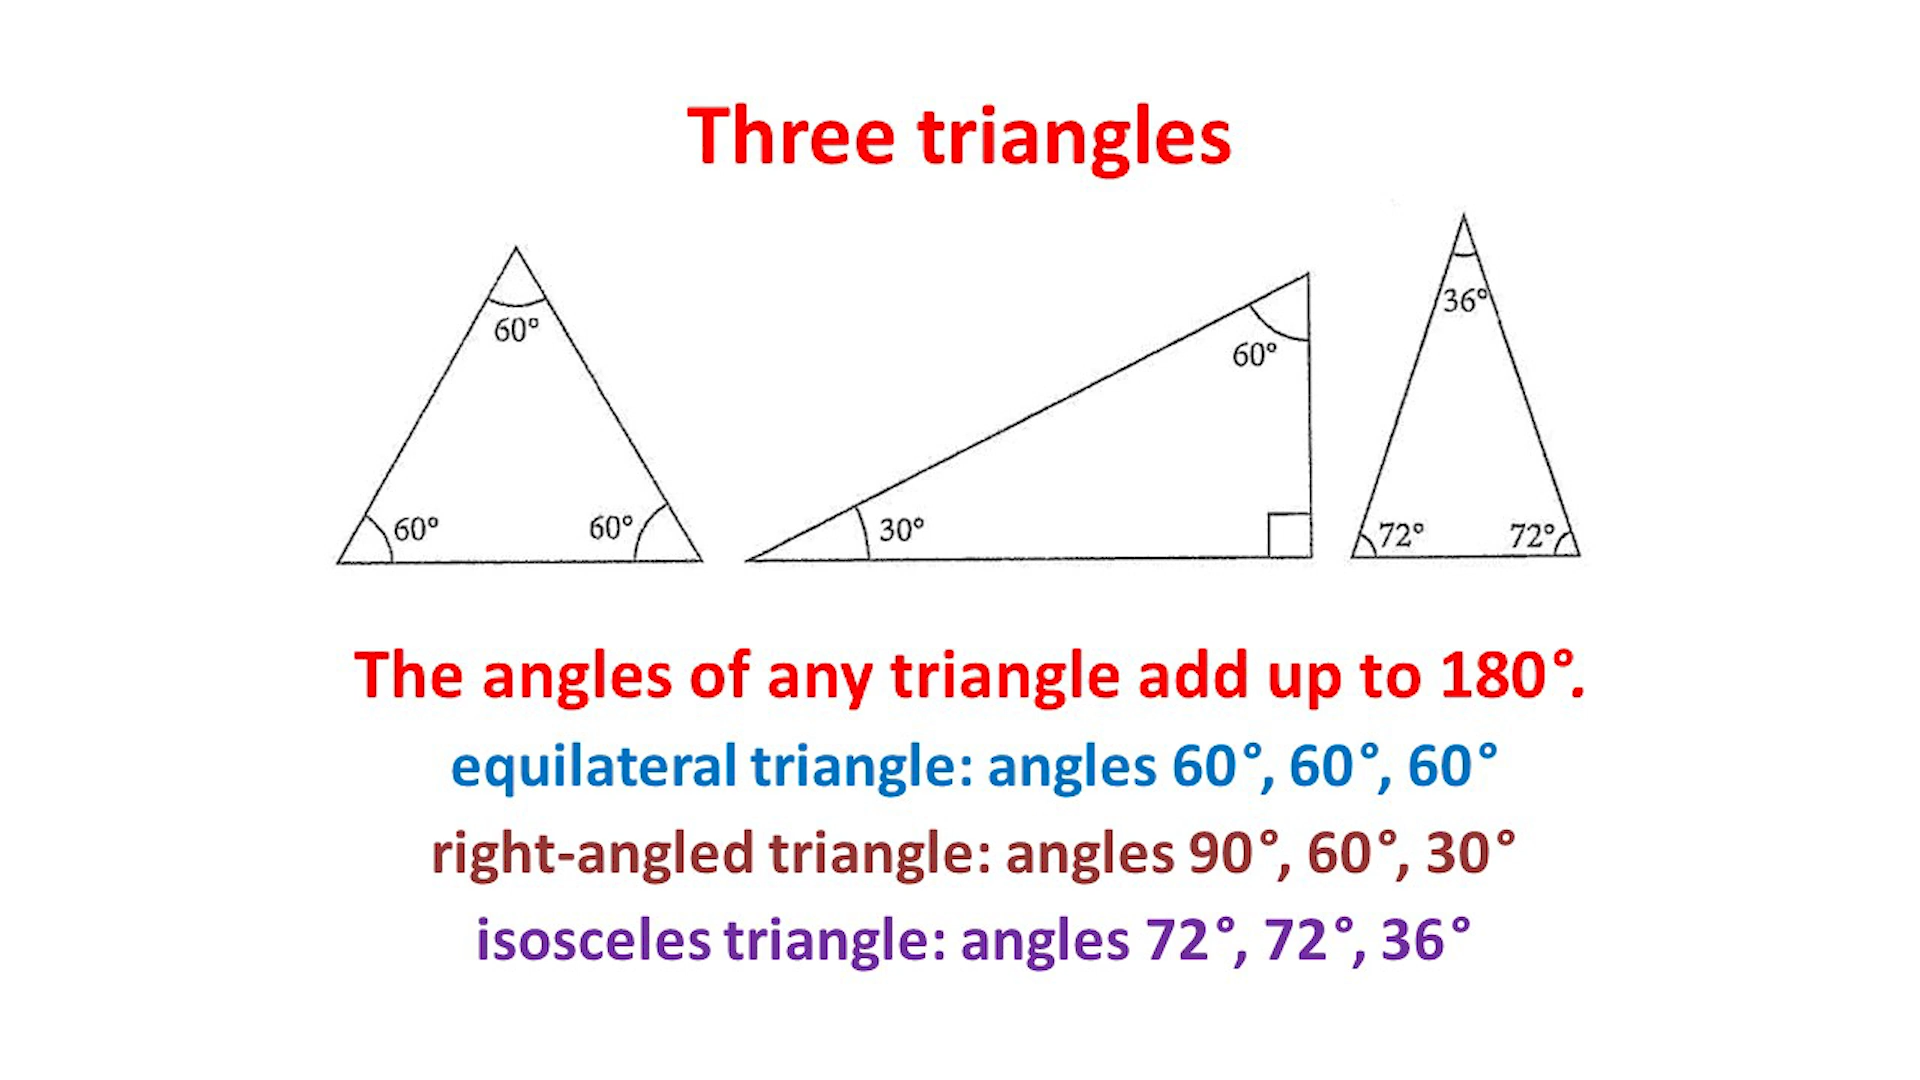 Three triangles
60°
60°
60°
60°
30°
36°
72°
72°
The angles of any triangle add up to 180°.
equilateral triangle: angles 60°, 60°, 60°
right-angled triangle: angles 90°, 60°, 30°
isosceles triangle: angles 72°, 72°, 36°